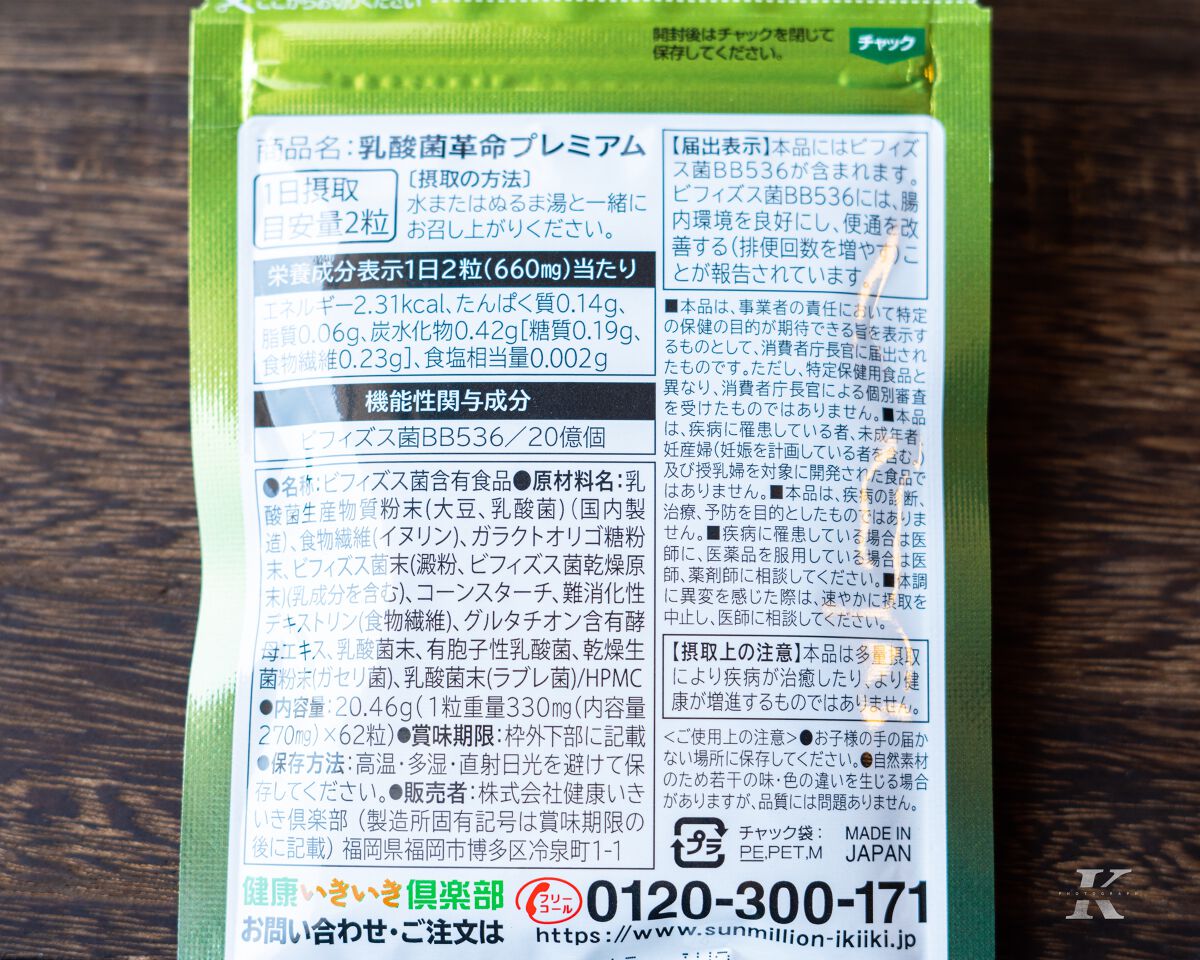 ここからお切りください
開封後はチャックを閉じて
保存してください。
チャック
商品名：乳酸菌革命プレミアム
1日摂取
目安量2粒
〔摂取の方法〕
水またはぬるま湯と一緒に
お召し上がりください。
栄養成分表示1日2粒(660mg)当たり
エネルギー2.31kcal、たんぱく質0.14g、
脂質0.06g、炭水化物0.42g[糖質0.19g、
食物繊維0.23g]、食塩相当量0.002g
機能性関与成分
ビフィズス菌BB536／20億個
●名称：ビフィズス菌含有食品●原材料名：乳
酸菌生産物質粉末(大豆、乳酸菌)(国内製
造)、食物繊維(イヌリン)、ガラクトオリゴ糖粉
末、ビフィズス菌末(澱粉、ビフィズス菌乾燥原
末)(乳成分を含む)、コーンスターチ、難消化性
デキストリン(食物繊維)、グルタチオン含有酵
母エキス、乳酸菌末、有胞子性乳酸菌、乾燥生
菌粉末(ガセリ菌)、乳酸菌末(ラブレ菌)/HPMC
●内容量：20.46g(1粒重量330mg(内容量
270mg)×62粒)●賞味期限：枠外下部に記載
●保存方法：高温・多湿・直射日光を避けて保
存してください。●販売者：株式会社健康いき
いき倶楽部(製造所固有記号は賞味期限の
後に記載)福岡県福岡市博多区冷泉町1-1
【届出表示】本品にはビフィズ
ス菌BB536が含まれます。
ビフィズス菌BB536には、腸
内環境を良好にし、便通を改
善する(排便回数を増やす)こ
とが報告されています。
■本品は、事業者の責任において特定
の保健の目的が期待できる旨を表示す
るものとして、消費者庁長官に届出され
たものです。ただし、特定保健用食品と
異なり、消費者庁長官による個別審査
を受けたものではありません。■本品
は、疾病に罹患している者、未成年者、
妊産婦(妊娠を計画している者を含む。)
及び授乳婦を対象に開発された食品で
はありません。■本品は、疾病の診断、
治療、予防を目的としたものではありま
せん。■疾病に罹患している場合は医
師に、医薬品を服用している場合は医
師、薬剤師に相談してください。■体調
に異変を感じた際は、速やかに摂取を
中止し、医師に相談してください。
【摂取上の注意】本品は多量摂取
により疾病が治癒したり、より健
康が増進するものではありません。
＜ご使用上の注意＞●お子様の手の届か
ない場所に保存してください。●自然素材
のため若干の味・色の違いを生じる場合
がありますが、品質には問題ありません。
プラ
チャック袋：
PE,PET,M
MADE IN
JAPAN
健康いきいき倶楽部
フリーコール
0120-300-171
お問い合わせ・ご注文は
https://www.sunmillion-ikiiki.jp
K
PHOTOGRAPH